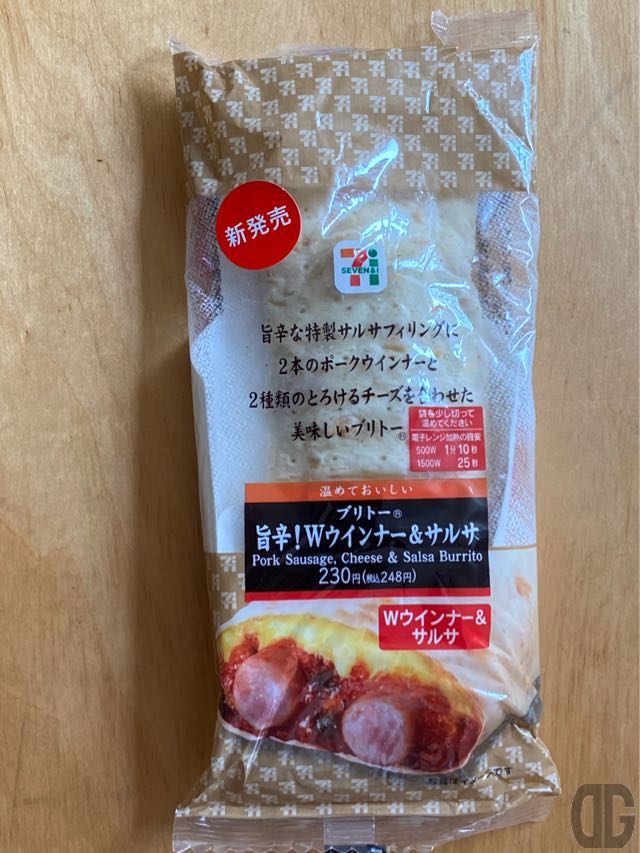 新発売
SEVEN&i
旨辛な特製サルサフィリングに
2本のポークウインナーと
2種類のとろけるチーズを合わせた
美味しいブリトー®
袋を少し切って
温めてください
電子レンジ加熱の目安
500W 1分10秒
1500W 25秒
温めておいしい
ブリトー®
旨辛!Wウインナー&サルサ
Pork Sausage, Cheese & Salsa Burrito
230円(税込248円)
Wウインナー&
サルサ
DG